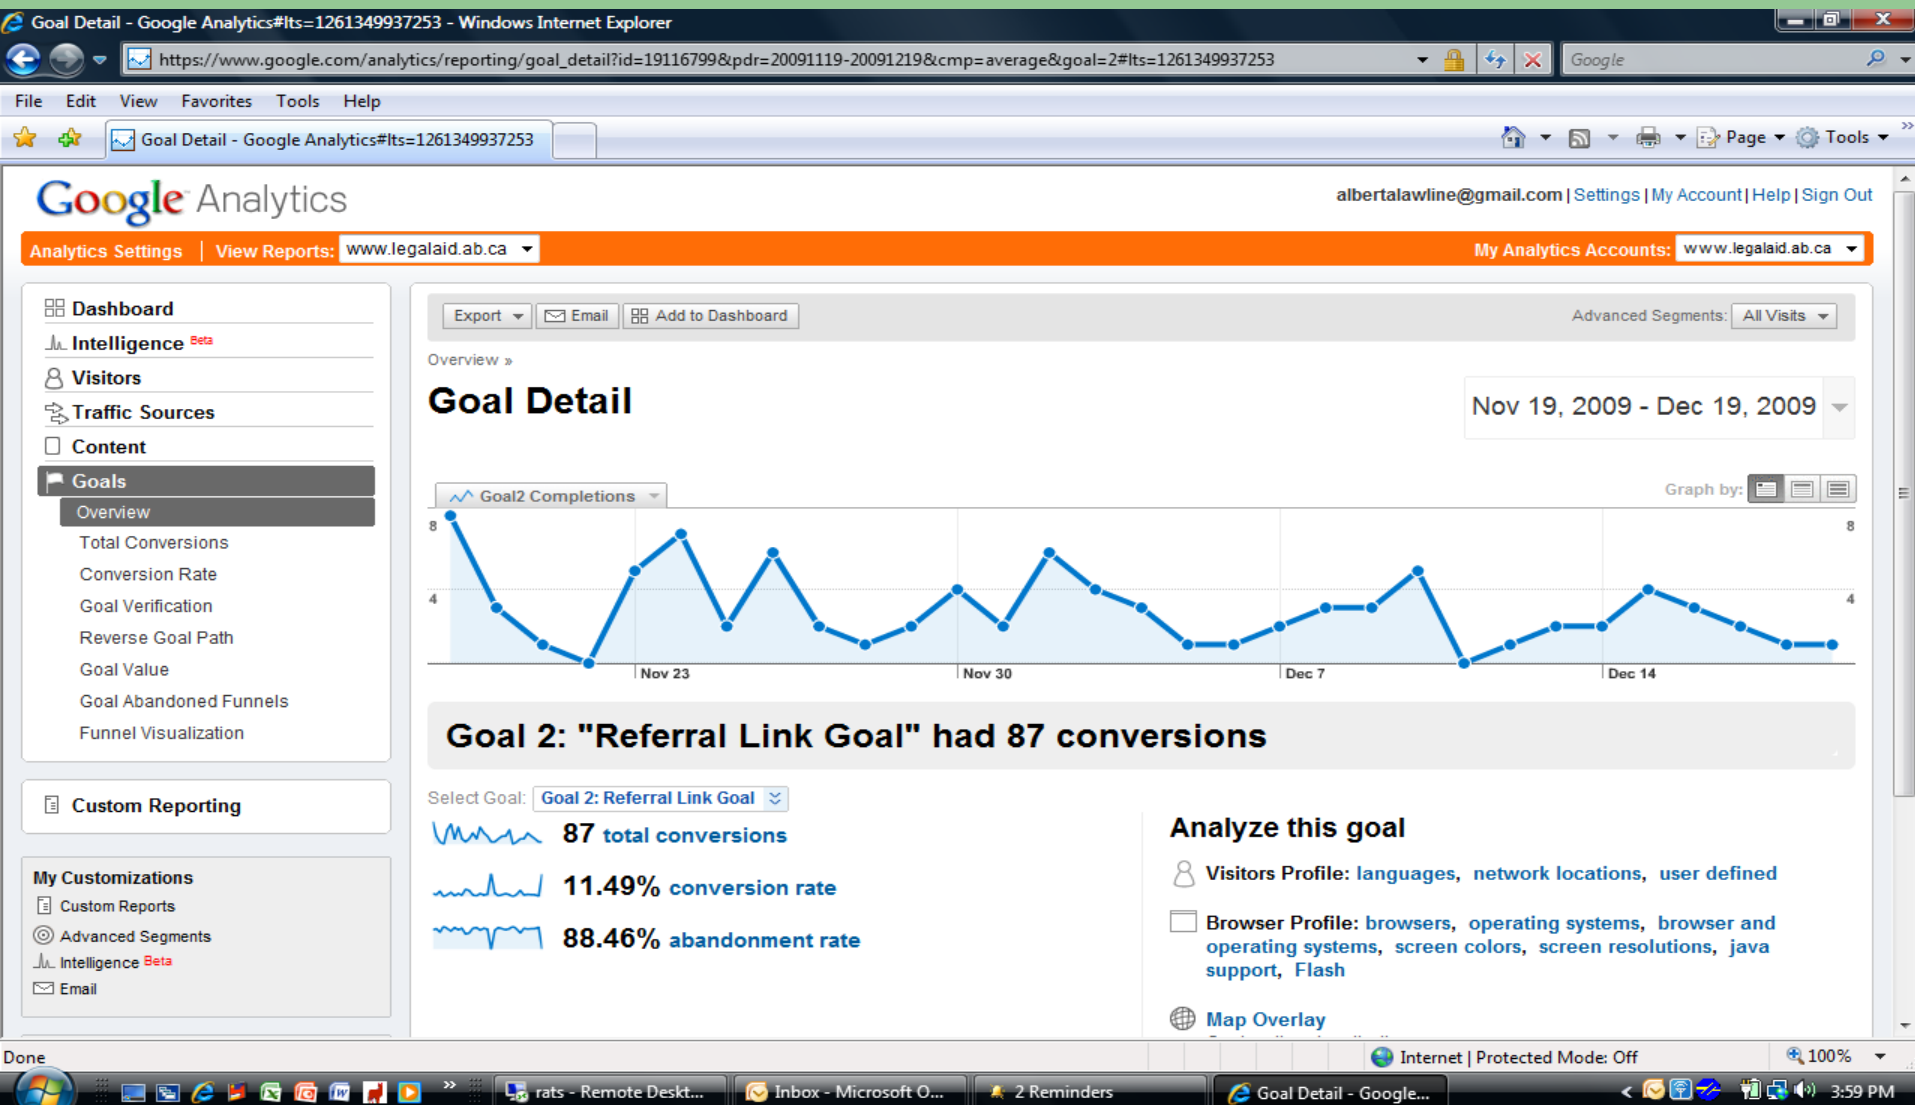 Goal Detail - Google Analytics#lts=1261349937253 - Windows Internet Explorer
https://www.google.com/analytics/reporting/goal_detail?id=19116799&pdr=20091119-20091219&cmp=average&goal=2#lts=1261349937253
Google
File Edit View Favorites Tools Help
Goal Detail - Google Analytics#lts=1261349937253
Page Tools
Google Analytics
albertalawline@gmail.com | Settings | My Account | Help | Sign Out
Analytics Settings | View Reports: www.legalaid.ab.ca
My Analytics Accounts: www.legalaid.ab.ca
Dashboard
Intelligence Beta
Visitors
Traffic Sources
Content
Goals
Overview
Total Conversions
Conversion Rate
Goal Verification
Reverse Goal Path
Goal Value
Goal Abandoned Funnels
Funnel Visualization
Custom Reporting
My Customizations
Custom Reports
Advanced Segments
Intelligence Beta
Email
Export Email Add to Dashboard
Advanced Segments: All Visits
Overview »
Goal Detail
Nov 19, 2009 - Dec 19, 2009
Goal2 Completions
Graph by:
8 8
4 4
Nov 23 Nov 30 Dec 7 Dec 14
Goal 2: "Referral Link Goal" had 87 conversions
Select Goal: Goal 2: Referral Link Goal
87 total conversions
11.49% conversion rate
88.46% abandonment rate
Analyze this goal
Visitors Profile: languages, network locations, user defined
Browser Profile: browsers, operating systems, browser and
operating systems, screen colors, screen resolutions, java
support, Flash
Map Overlay
Done
Internet | Protected Mode: Off
100%
rats - Remote Deskt...
Inbox - Microsoft O...
2 Reminders
Goal Detail - Google...
3:59 PM